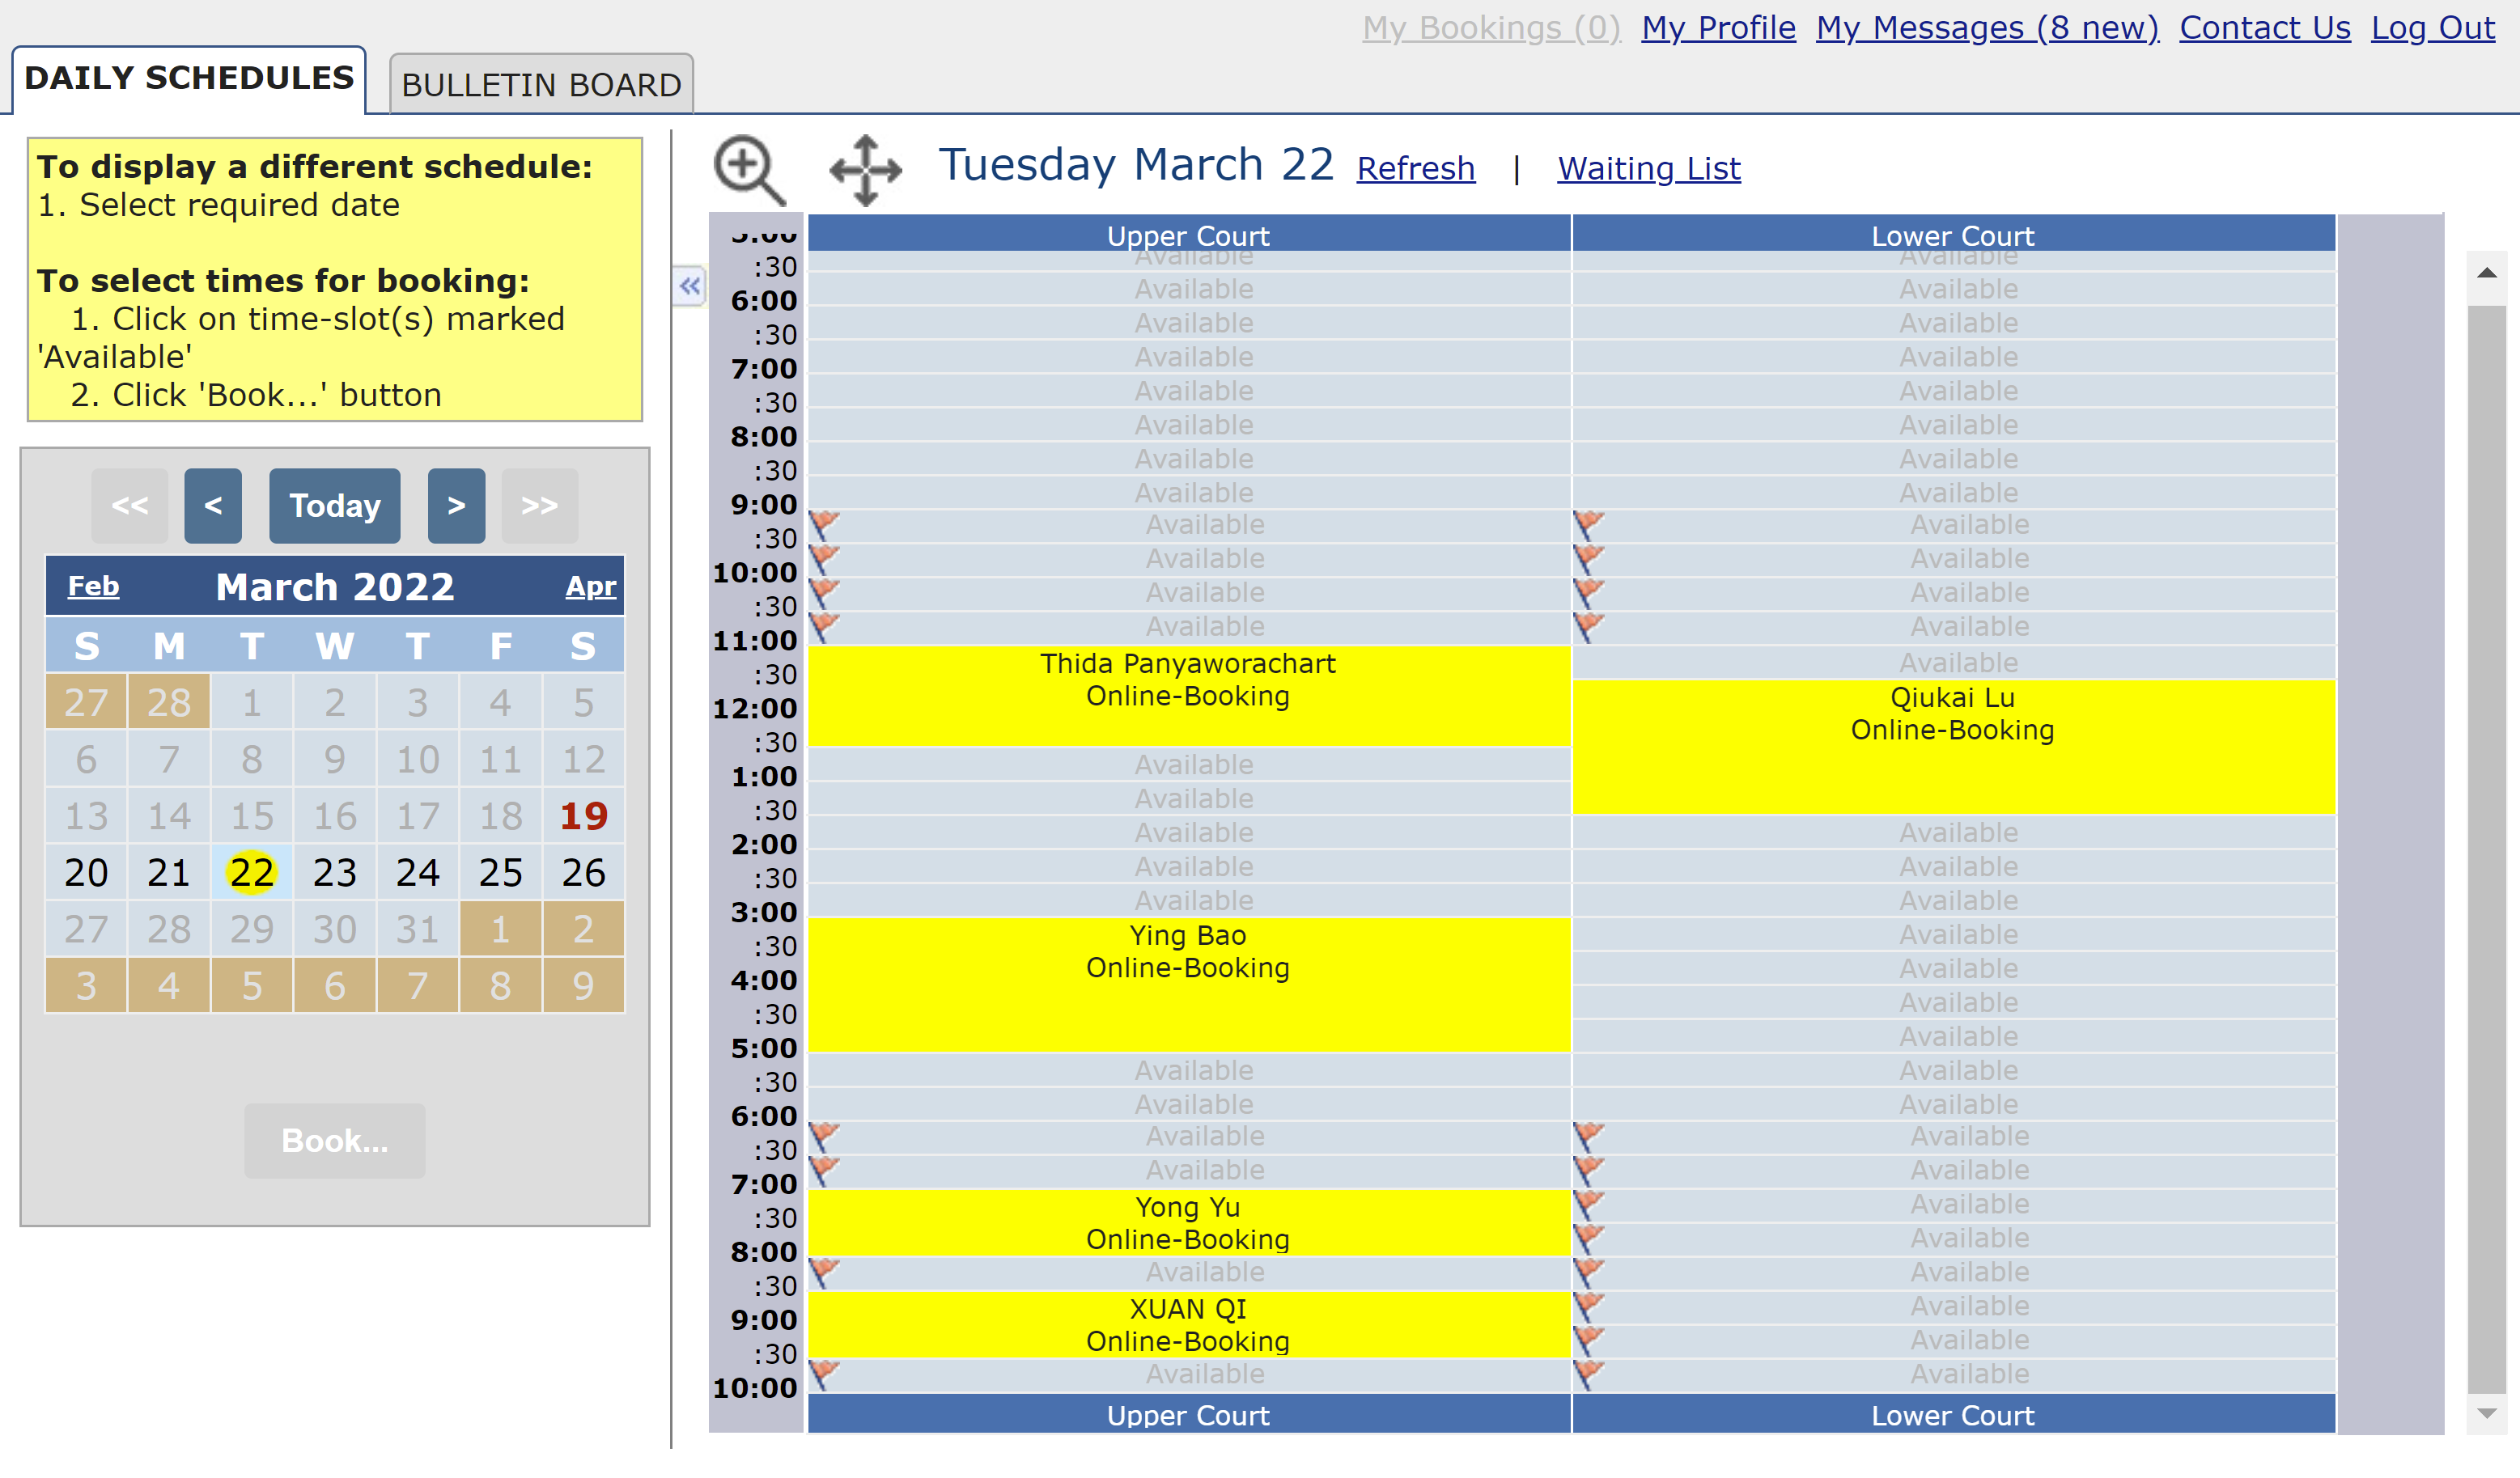 My Bookings (0) My Profile My Messages (8 new) Contact Us Log Out
DAILY SCHEDULES BULLETIN BOARD
To display a different schedule:
1. Select required date
To select times for booking:
1. Click on time-slot(s) marked
'Available'
2. Click 'Book...' button
<< < Today > >>
Feb March 2022 Apr
S M T W T F S
27 28 1 2 3 4 5
6 7 8 9 10 11 12
13 14 15 16 17 18 19
20 21 22 23 24 25 26
27 28 29 30 31 1 2
3 4 5 6 7 8 9
Book...
Tuesday March 22 Refresh | Waiting List
Upper Court Lower Court
5:00
Available Available
:30
Available Available
6:00
Available Available
:30
Available Available
7:00
Available Available
:30
Available Available
8:00
Available Available
:30
Available Available
9:00
Available Available
:30
Available Available
10:00
Available Available
:30
Available Available
11:00
Thida Panyaworachart Available
:30
Online-Booking Qiukai Lu
12:00
Online-Booking
:30
Available
1:00
Available
:30
Available Available
2:00
Available Available
:30
Available Available
3:00
Ying Bao Available
:30
Online-Booking Available
4:00
Available
:30
Available
5:00
Available Available
:30
Available Available
6:00
Available Available
:30
Available Available
7:00
Yong Yu Available
:30
Online-Booking Available
8:00
Available Available
:30
XUAN QI Available
9:00
Online-Booking Available
:30
Available Available
10:00
Upper Court Lower Court